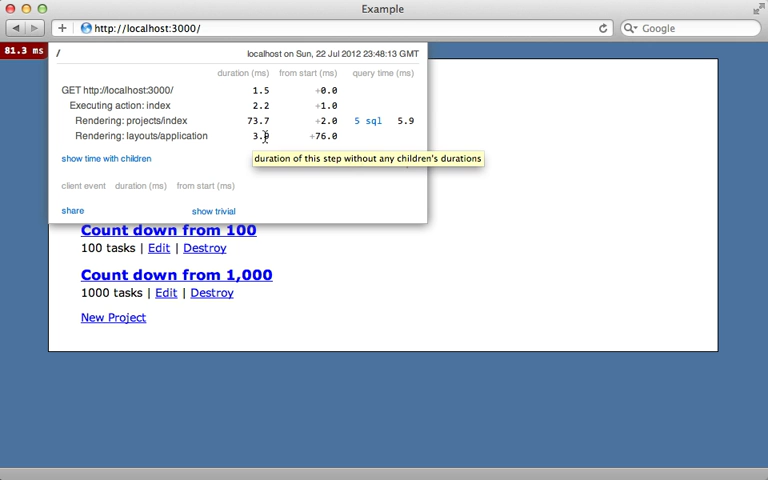 Example
http://localhost:3000/
Google
81.3 ms
/ localhost on Sun, 22 Jul 2012 23:48:13 GMT
duration (ms) from start (ms) query time (ms)
GET http://localhost:3000/ 1.5 +0.0
Executing action: index 2.2 +1.0
Rendering: projects/index 73.7 +2.0 5 sql 5.9
Rendering: layouts/application +76.0
duration of this step without any children's durations
show time with children
client event duration (ms) from start (ms)
share show trivial
Count down from 100
100 tasks | Edit | Destroy
Count down from 1,000
1000 tasks | Edit | Destroy
New Project